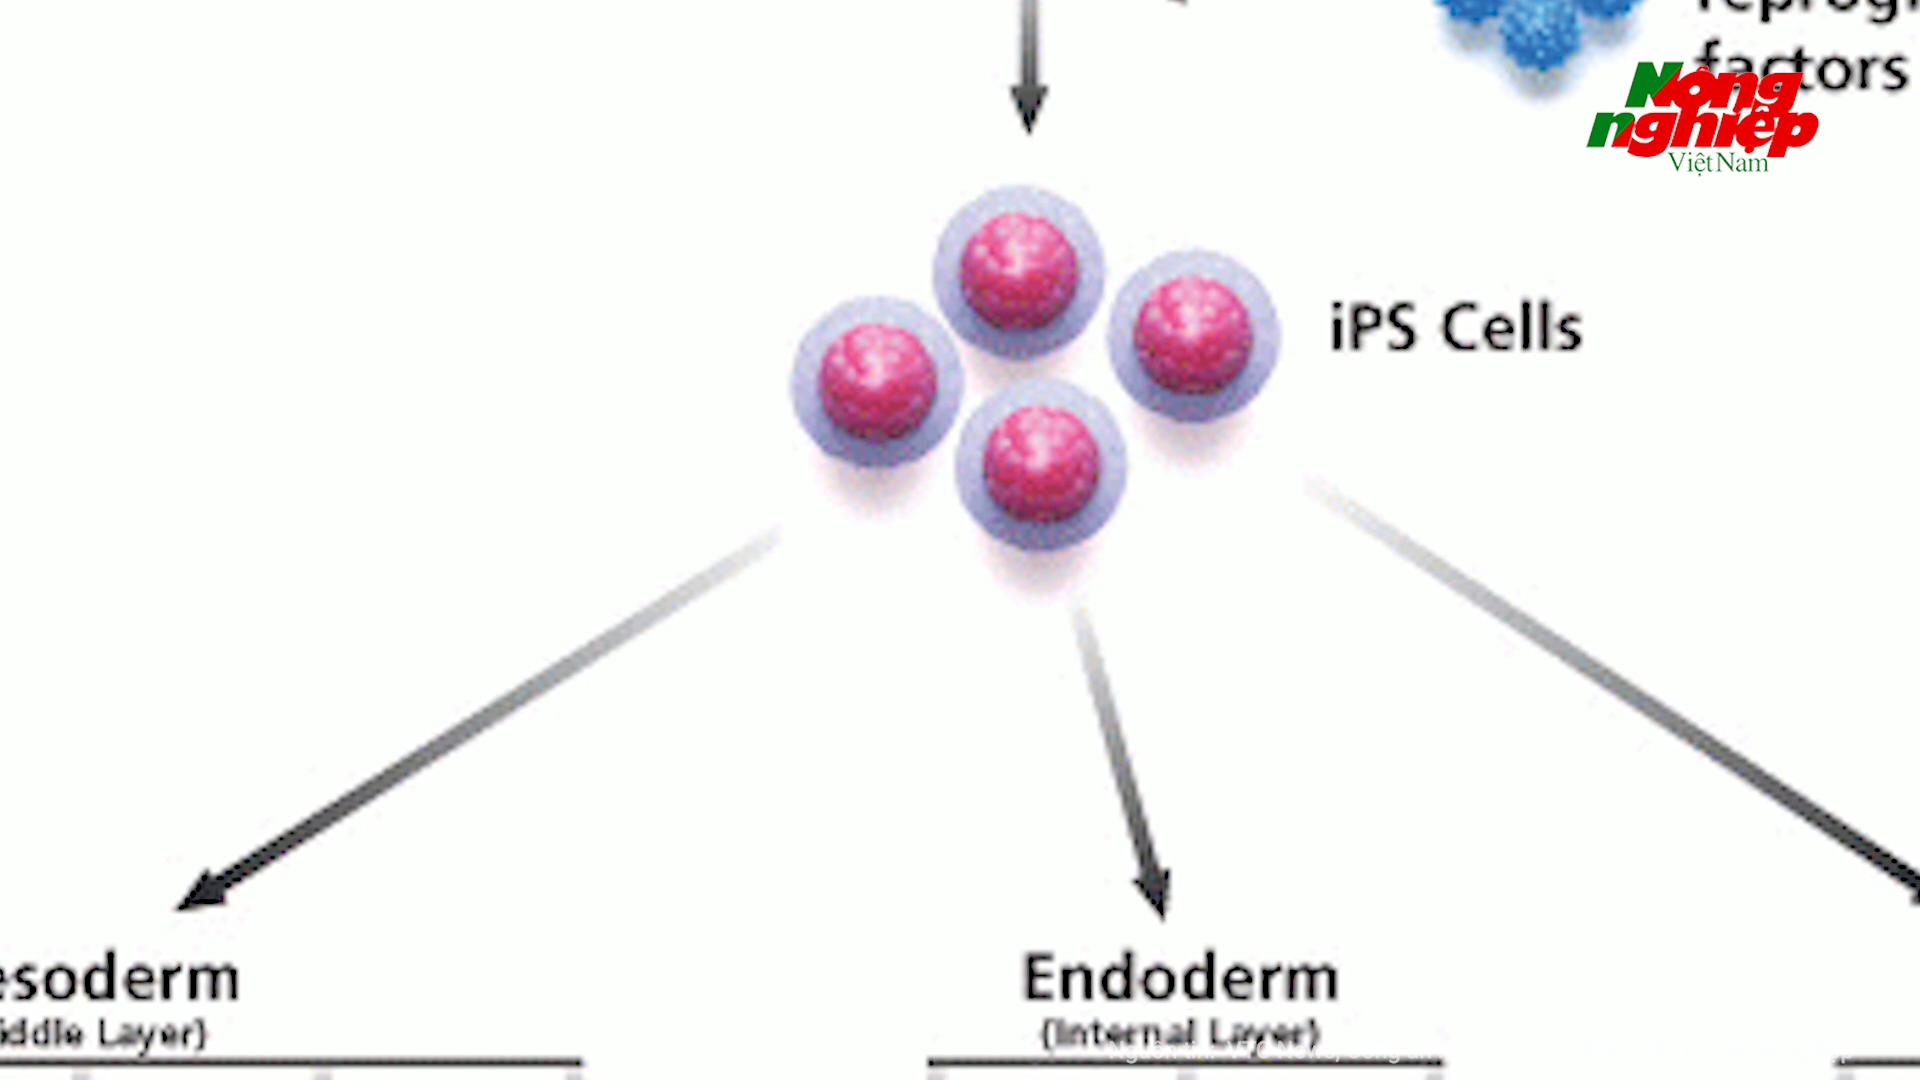 factors
Nông
nghiệp
Việt Nam
iPS Cells
esoderm
Endoderm
iddle Layer)
(Internal Layer)